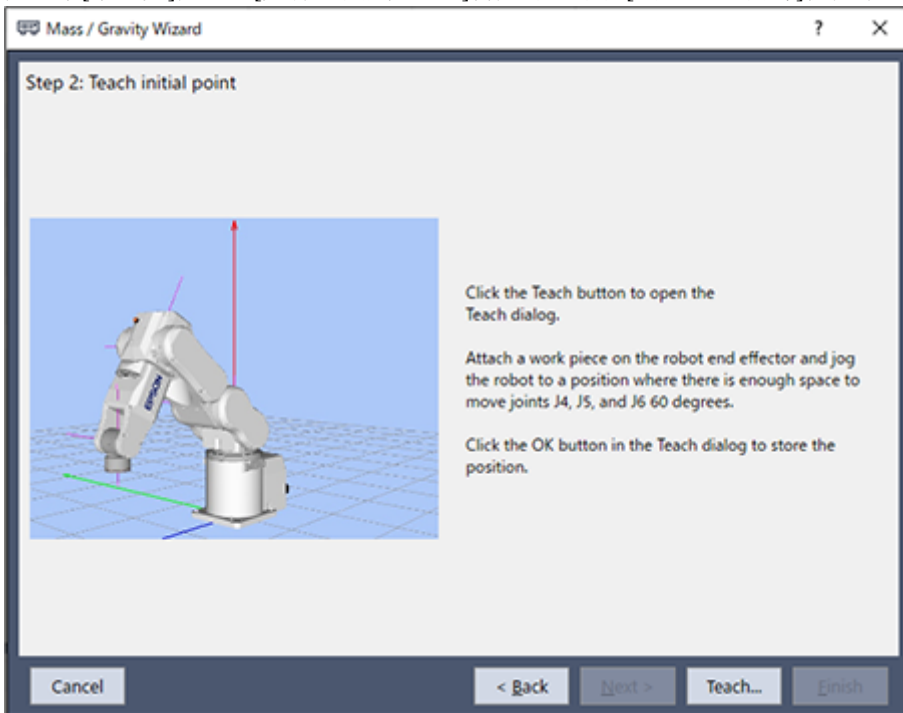 Mass / Gravity Wizard
?
Step 2: Teach initial point
Click the Teach button to open the
Teach dialog.
Attach a work piece on the robot end effector and jog
the robot to a position where there is enough space to
move joints J4, J5, and J6 60 degrees.
Click the OK button in the Teach dialog to store the
position.
EPSON
Cancel
< Back
Next >
Teach...
Finish